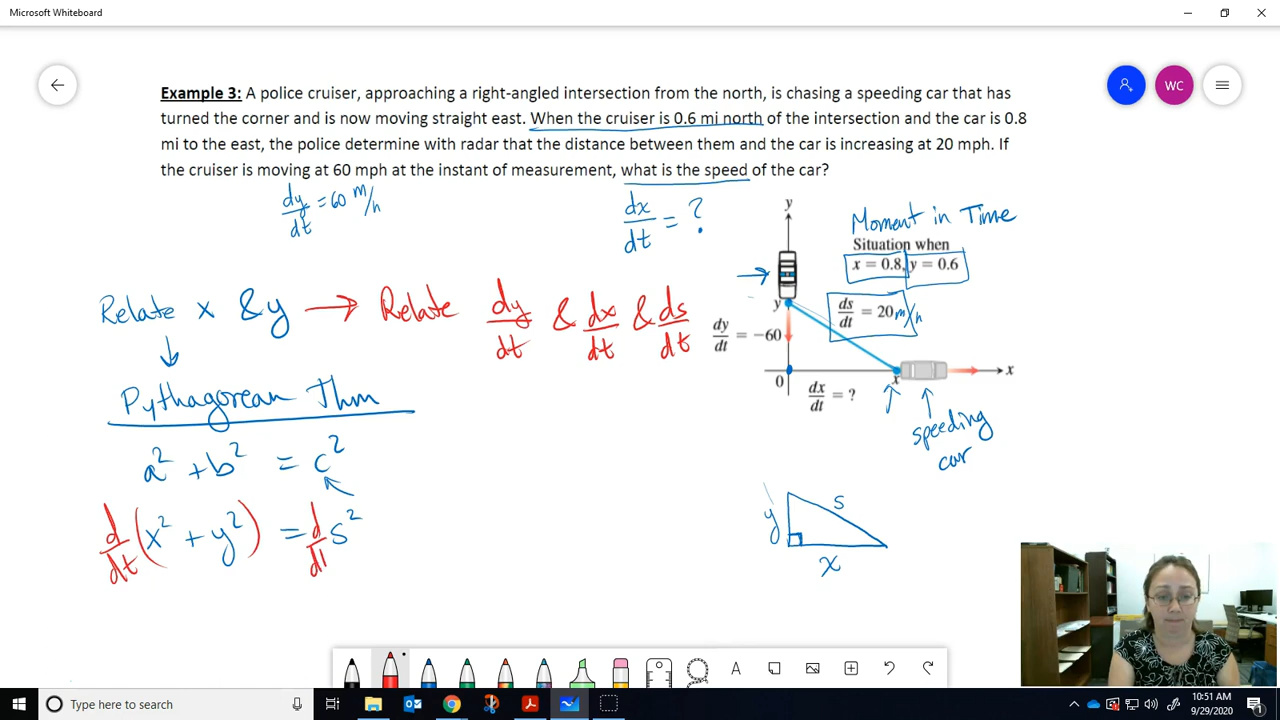 Microsoft Whiteboard
WC
Example 3: A police cruiser, approaching a right-angled intersection from the north, is chasing a speeding car that has
turned the corner and is now moving straight east. When the cruiser is 0.6 mi north of the intersection and the car is 0.8
mi to the east, the police determine with radar that the distance between them and the car is increasing at 20 mph. If
the cruiser is moving at 60 mph at the instant of measurement, what is the speed of the car?
dy/dt = 60 m/h
dx/dt = ?
y
Moment in Time
Situation when
x = 0.8, y = 0.6
Relate x & y → Relate dy/dt & dx/dt & ds/dt
y
ds/dt = 20 m/h
dy/dt = −60
0
x
x
dx/dt = ?
Pythagorean Thm
speeding
car
a² + b² = c²
d/dt (x² + y²) = d/dt s²
y
s
x
A
Type here to search
10:51 AM
9/29/2020
1